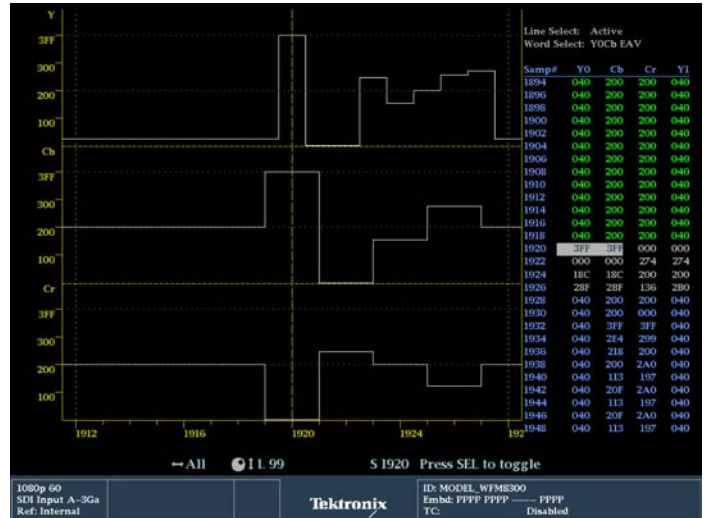 Y
3FF
300
200
100
Cb
3FF
300
200
100
Cr
3FF
300
200
100
1912 1916 1920 1924 192
Line Select: Active
Word Select: Y0Cb EAV
Samp# Y0 Cb Cr Y1
1894 040 200 200 040
1896 040 200 200 040
1898 040 200 200 040
1900 040 200 200 040
1902 040 200 200 040
1904 040 200 200 040
1906 040 200 200 040
1908 040 200 200 040
1910 040 200 200 040
1912 040 200 200 040
1914 040 200 200 040
1916 040 200 200 040
1918 040 200 200 040
1920 3FF 3FF 000 000
1922 000 000 274 274
1924 18C 18C 200 200
1926 28F 28F 136 2B0
1928 040 200 200 040
1930 040 200 000 040
1932 040 3FF 3FF 040
1934 040 2E4 299 040
1936 040 218 200 040
1938 040 200 2A0 040
1940 040 113 197 040
1942 040 20F 2A0 040
1944 040 113 197 040
1946 040 20F 2A0 040
1948 040 113 197 040
↔All L 99 S 1920 Press SEL to toggle
1080p 60
SDI Input A-3Ga
Ref: Internal
Tektronix
ID: MODEL_WFM8300
Embd: PPPP PPPP ---- PPPP
TC: Disabled